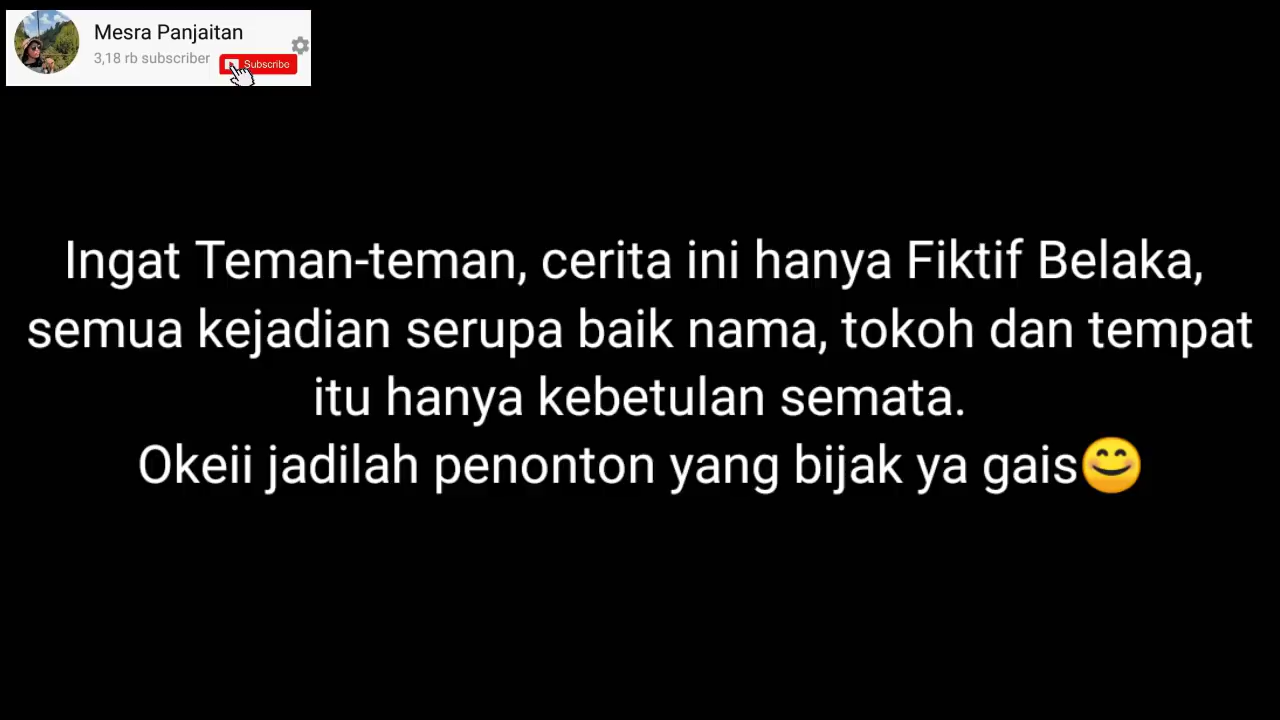 Mesra Panjaitan
3,18 rb subscriber
Subscribe
Ingat Teman-teman, cerita ini hanya Fiktif Belaka,
semua kejadian serupa baik nama, tokoh dan tempat
itu hanya kebetulan semata.
Okeii jadilah penonton yang bijak ya gais😊